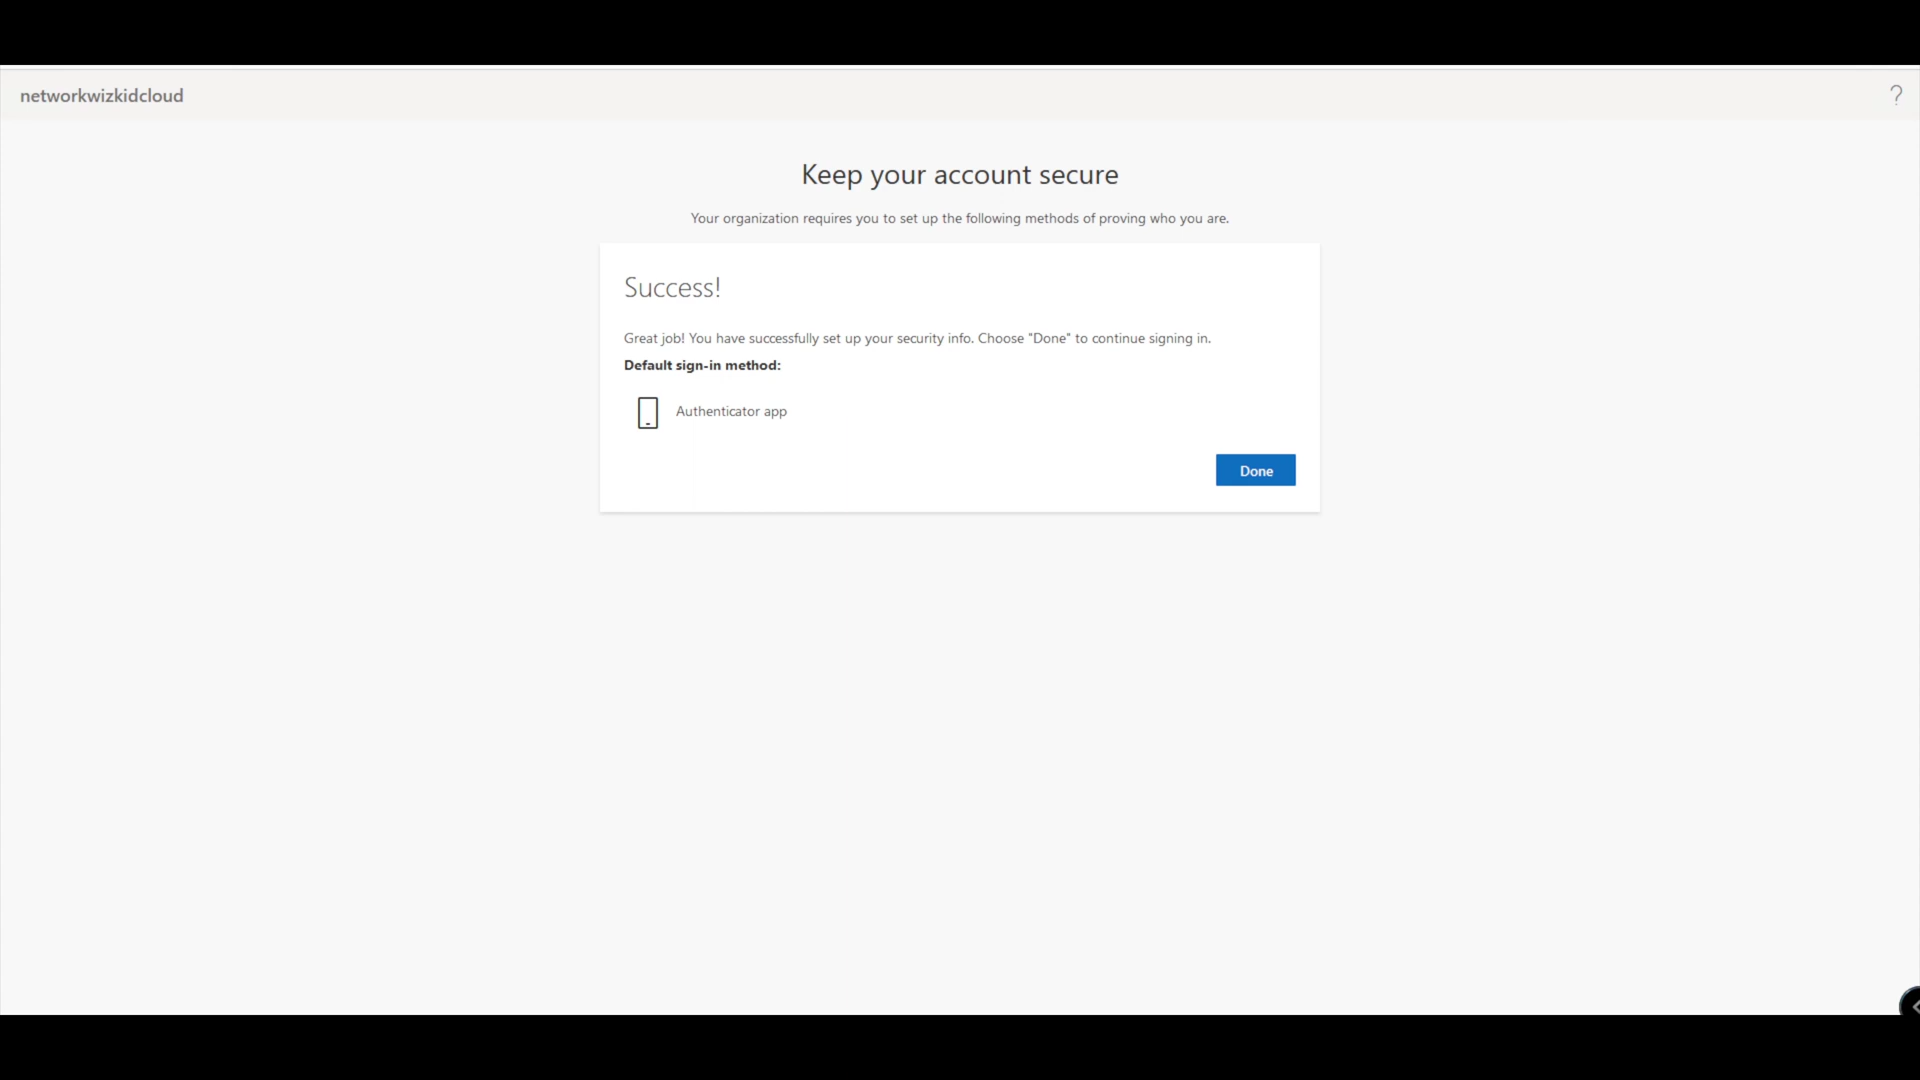 networkwizkidcloud
?
Keep your account secure
Your organization requires you to set up the following methods of proving who you are.
Success!
Great job! You have successfully set up your security info. Choose "Done" to continue signing in.
Default sign-in method:
Authenticator app
Done